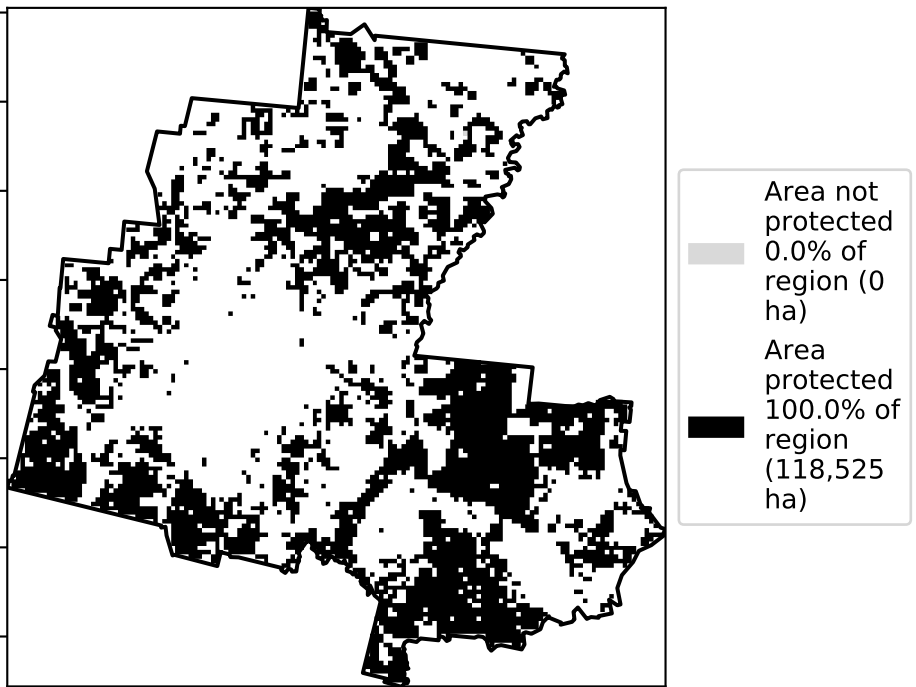 Area not
protected
0.0% of
region (0
ha)
Area
protected
100.0% of
region
(118,525
ha)